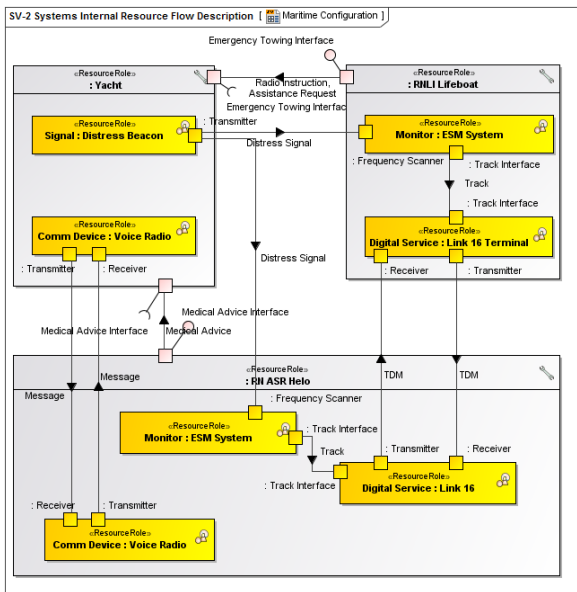 SV-2 Systems Internal Resource Flow Description [ Maritime Configuration ]
Emergency Towing Interface
«ResourceRole»
: Yacht
Radio Instruction,
Assistance Request
Emergency Towing Interfac
«ResourceRole»
: RNLI Lifeboat
«ResourceRole»
Signal : Distress Beacon
: Transmitter
Distress Signal
«ResourceRole»
Monitor : ESM System
: Frequency Scanner
: Track Interface
Track
: Track Interface
«ResourceRole»
Comm Device : Voice Radio
: Transmitter
: Receiver
Distress Signal
«ResourceRole»
Digital Service : Link 16 Terminal
: Receiver
: Transmitter
Medical Advice Interface
Medical Advice Interface
Medical Advice
«ResourceRole»
: RN ASR Helo
Message
Message
TDM
TDM
: Frequency Scanner
«ResourceRole»
Monitor : ESM System
: Track Interface
Track
: Track Interface
: Transmitter
: Receiver
«ResourceRole»
Digital Service : Link 16
: Receiver
: Transmitter
«ResourceRole»
Comm Device : Voice Radio